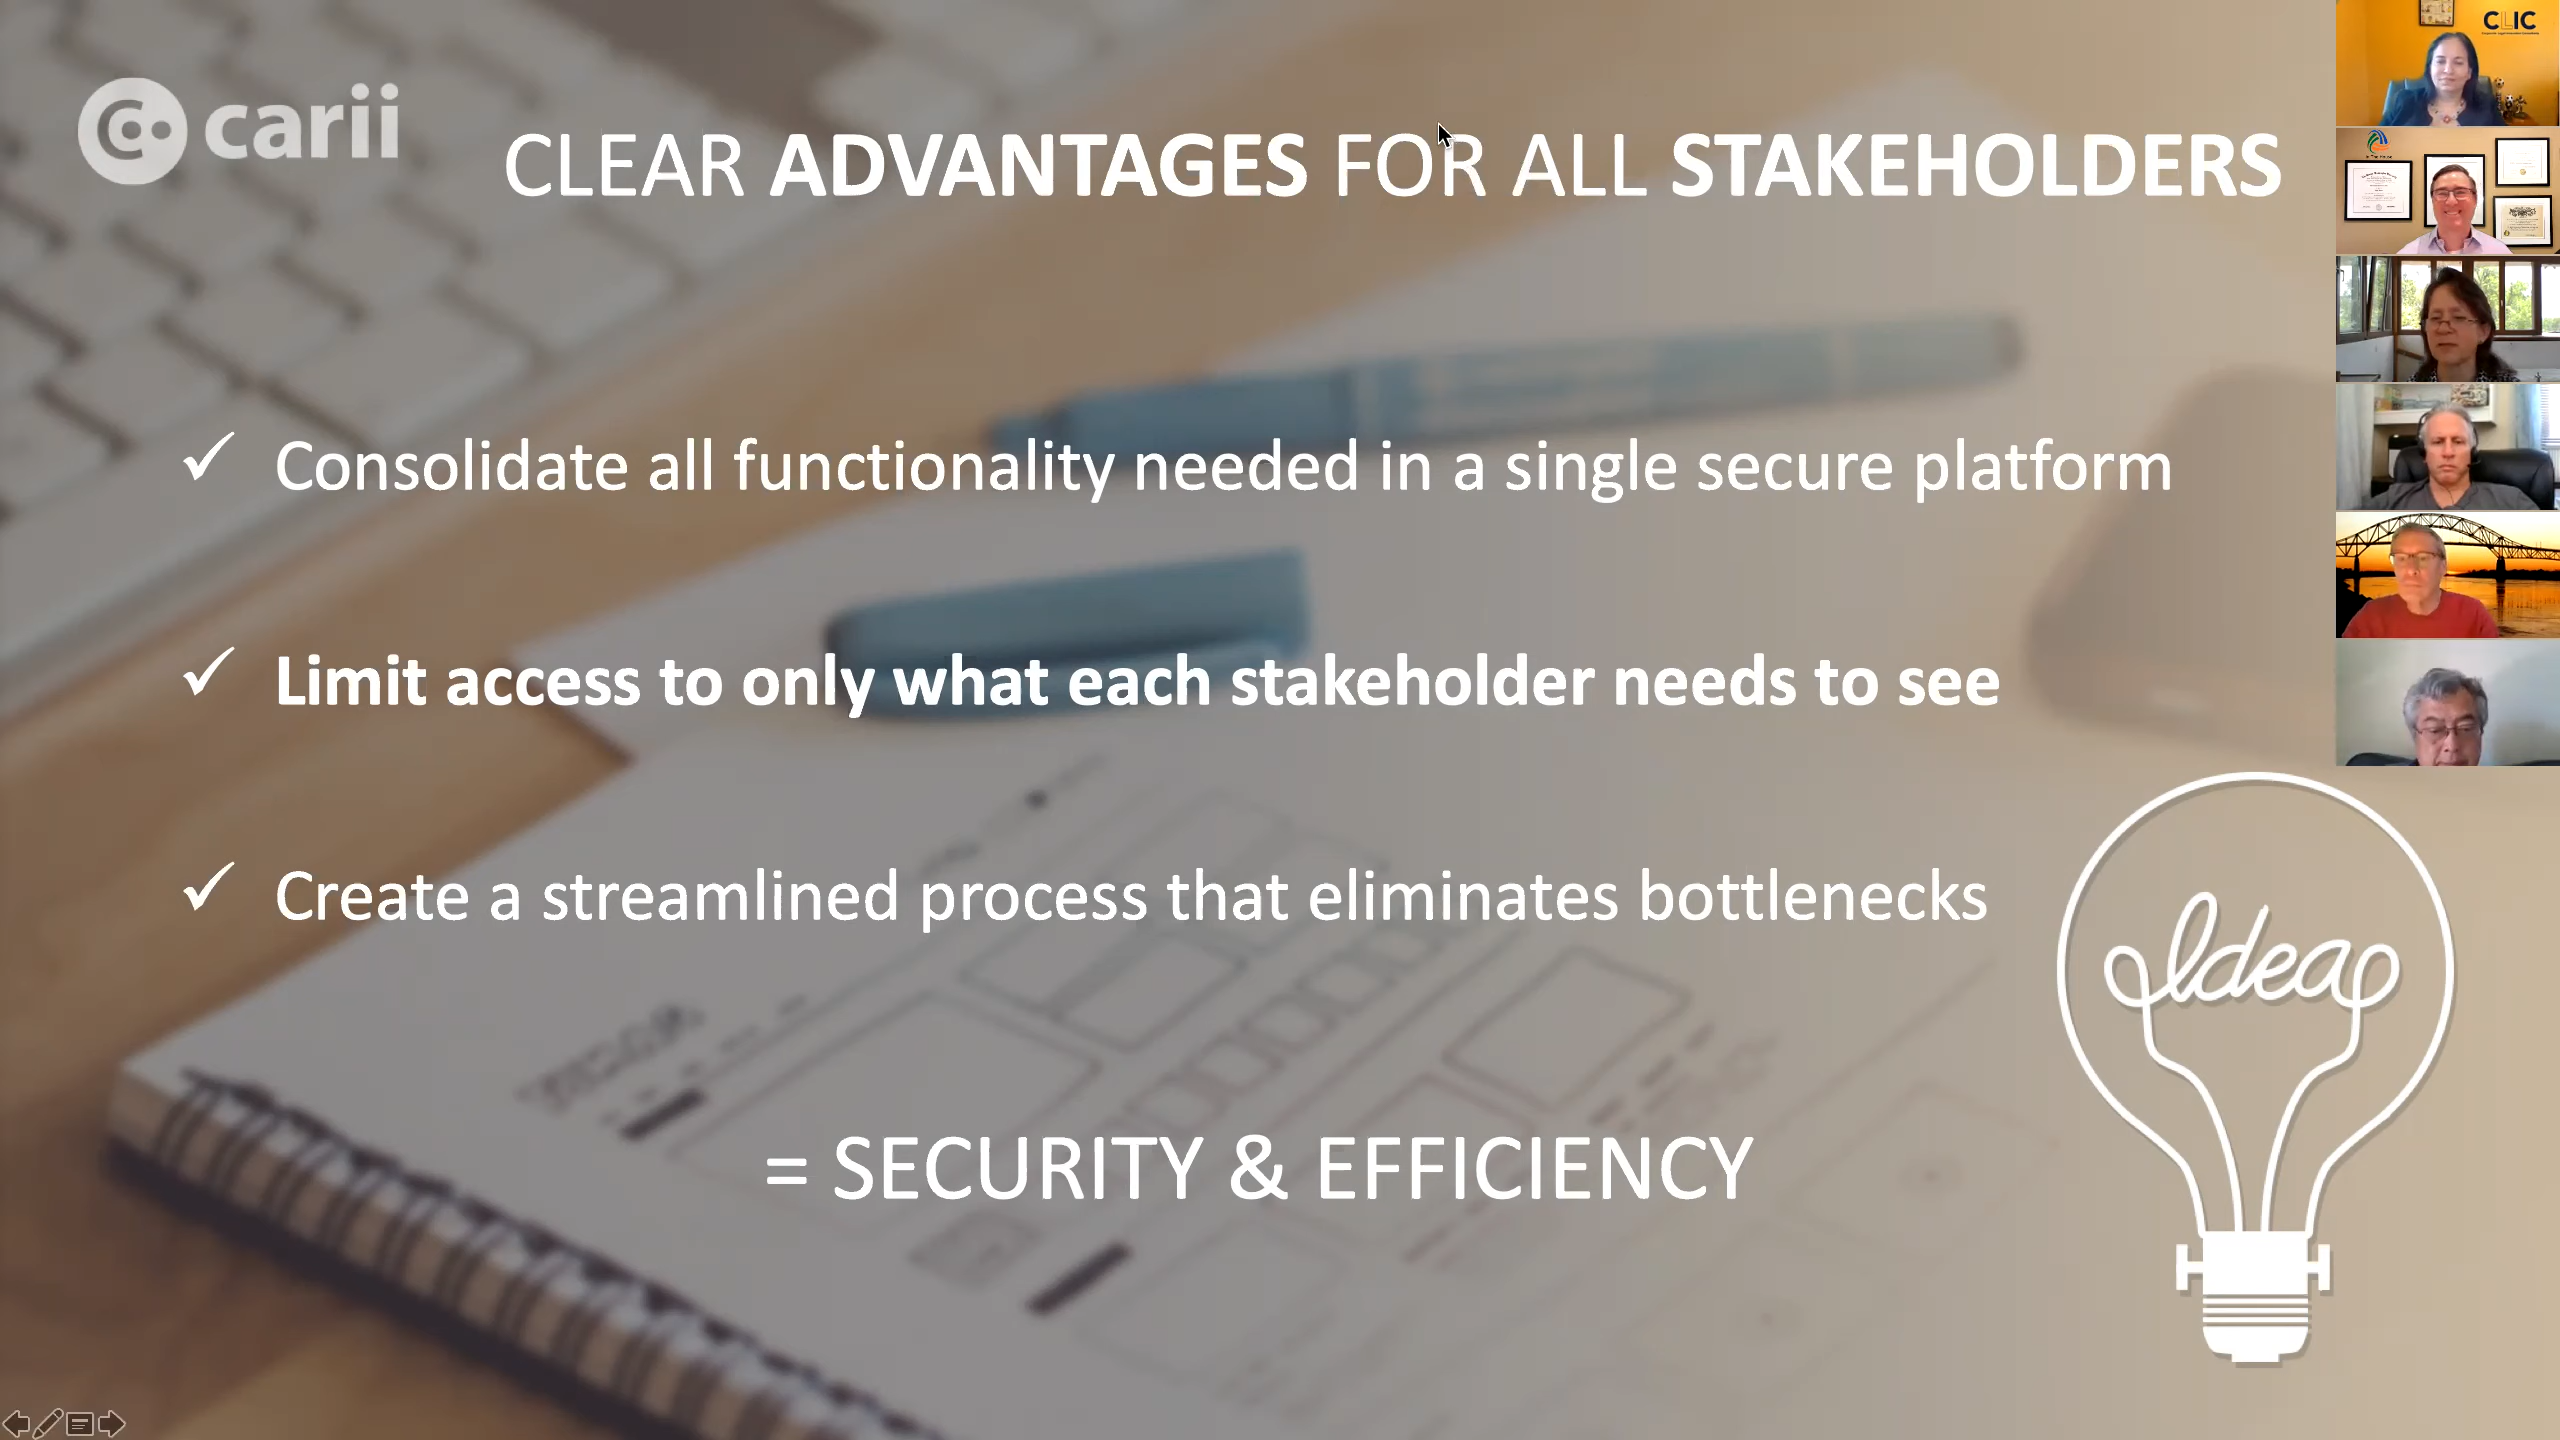 carii
CLEAR ADVANTAGES FOR ALL STAKEHOLDERS
✓ Consolidate all functionality needed in a single secure platform
✓ Limit access to only what each stakeholder needs to see
✓ Create a streamlined process that eliminates bottlenecks
= SECURITY & EFFICIENCY
Idea
CLIC